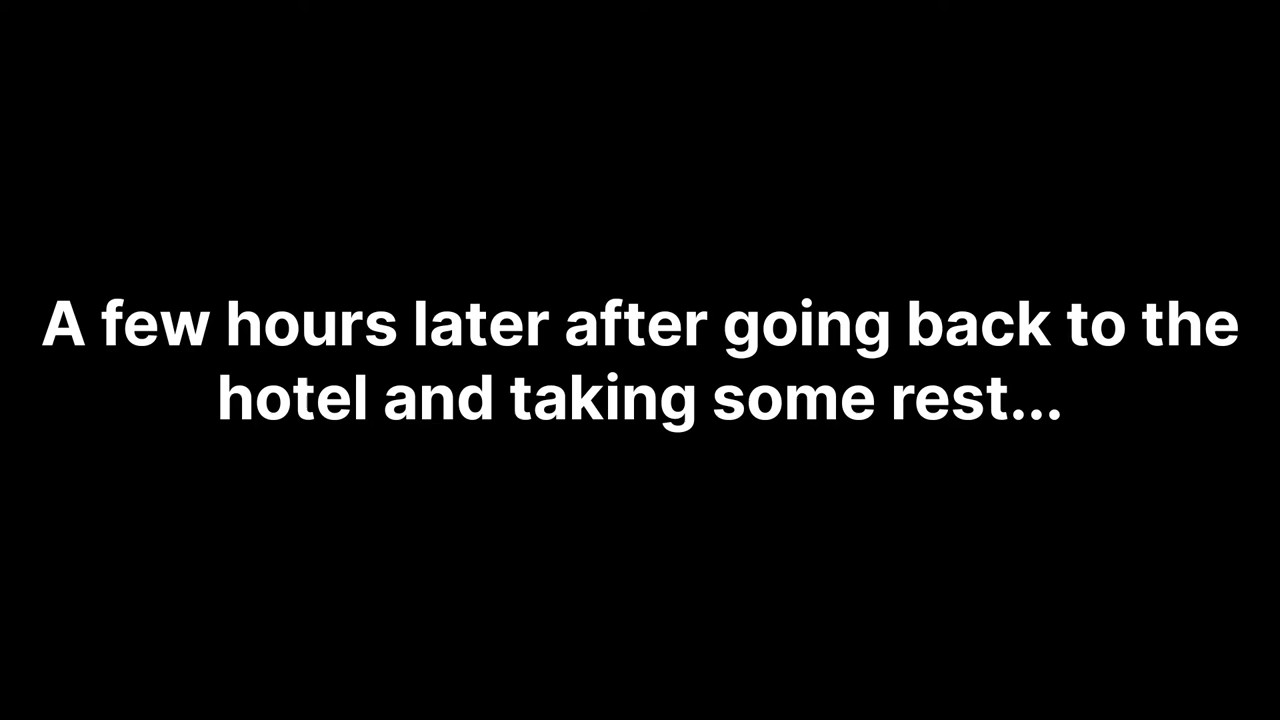 A few hours later after going back to the
hotel and taking some rest...